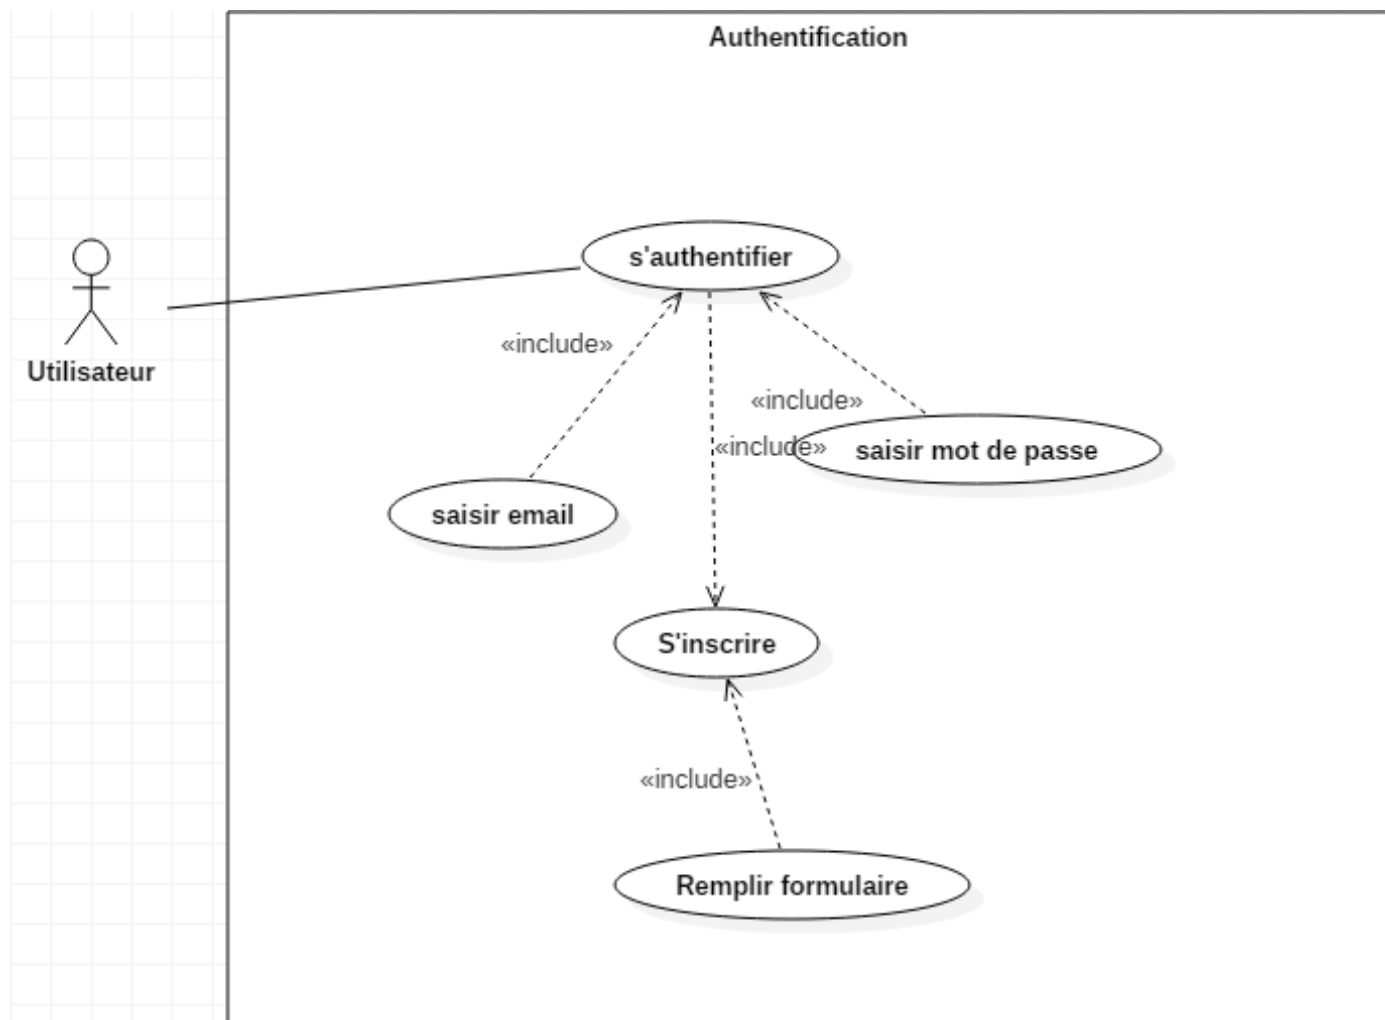 Authentification
s'authentifier
Utilisateur
«include»
«include»
«include»
saisir mot de passe
saisir email
S'inscrire
«include»
Remplir formulaire